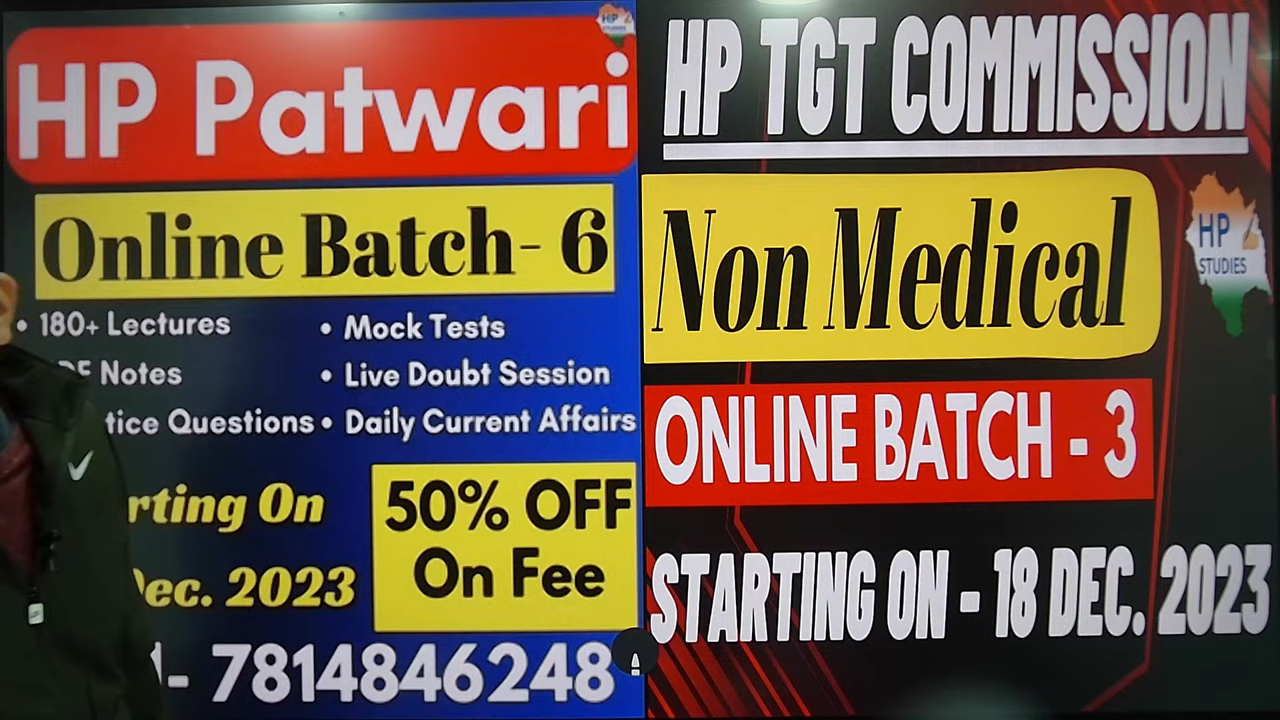 HP
STUDIES
HP Patwari
Online Batch- 6
• 180+ Lectures
• Mock Tests
Notes
• Live Doubt Session
Questions
• Daily Current Affairs
On
2023
50% OFF
On Fee
- 7814846248
HP TGT COMMISSION
Non Medical
HP
STUDIES
ONLINE BATCH - 3
STARTING ON - 18 DEC. 2023